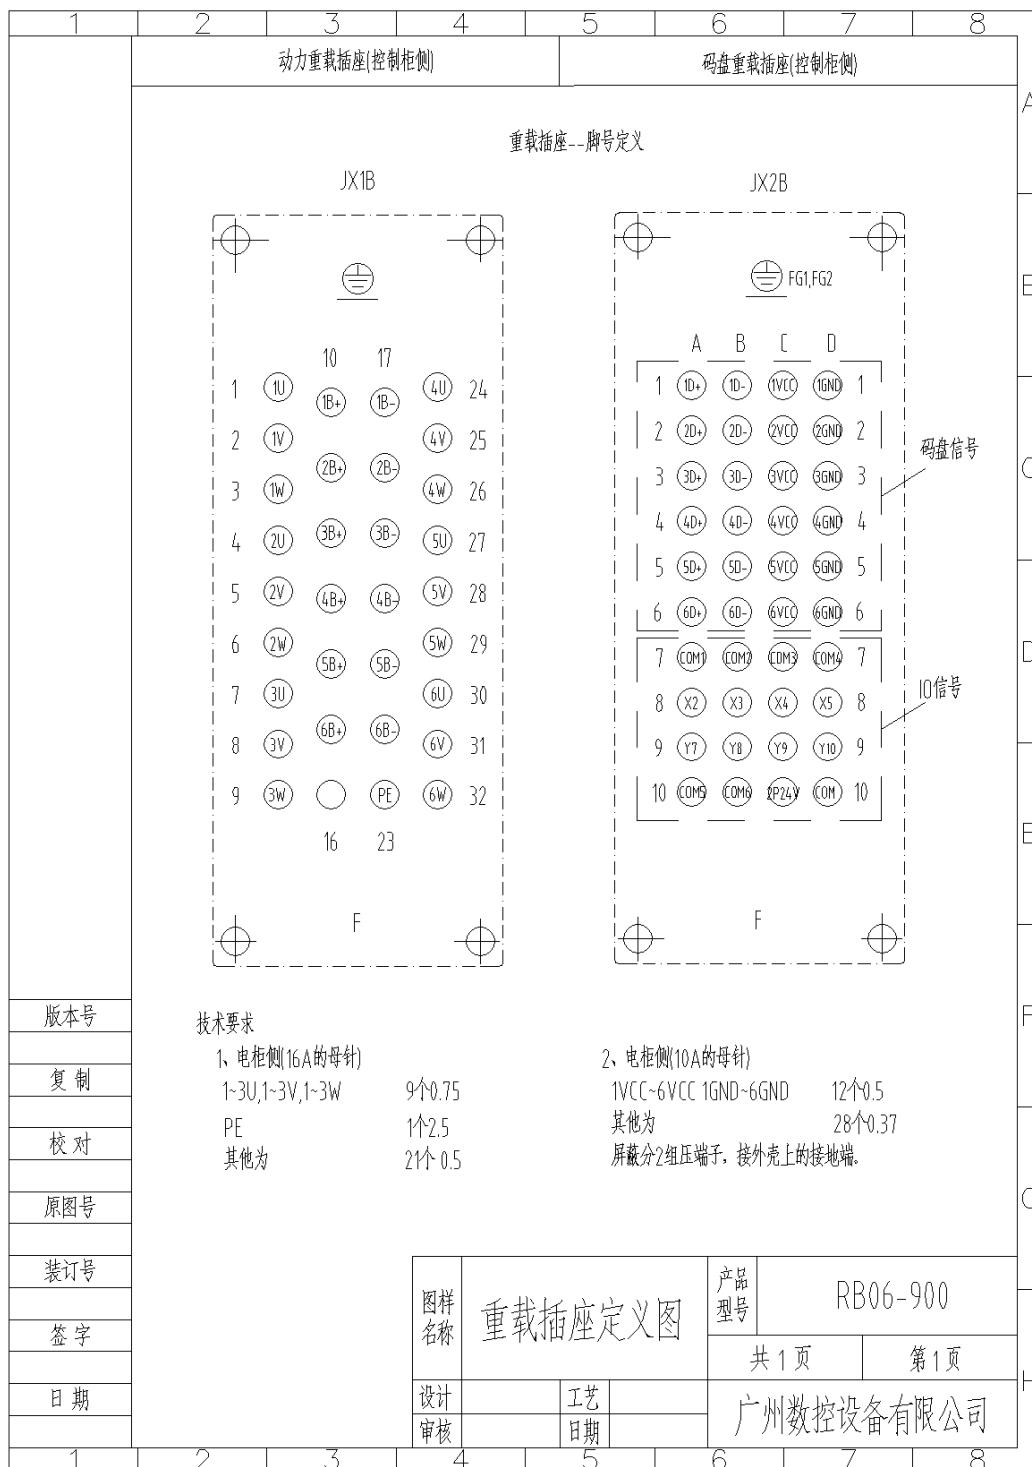 1 2 3 4 5 6 7 8
动力重载插座(控制柜侧) 码盘重载插座(控制柜侧)
A
重载插座--脚号定义
JX1B JX2B
FG1,FG2
B
10 17 A B C D
1 1U 1B+ 1B- 4U 24 1 1D+ 1D- 1VCC 1GND 1
2 1V 4V 25 2 2D+ 2D- 2VCC 2GND 2
码盘信号
2B+ 2B- C
3 1W 4W 26 3 3D+ 3D- 3VCC 3GND 3
4 2U 3B+ 3B- 5U 27 4 4D+ 4D- 4VCC 4GND 4
5 2V 4B+ 4B- 5V 28 5 5D+ 5D- 5VCC 5GND 5
6 2W 5W 29 6 6D+ 6D- 6VCC 6GND 6
5B+ 5B- 7 COM1 COM2 COM3 COM4 7 D
7 3U 6U 30 8 X2 X3 X4 X5 8 IO信号
8 3V 6B+ 6B- 6V 31 9 Y7 Y8 Y9 Y10 9
9 3W PE 6W 32 10 COM5 COM6 2P24V COM 10
16 23 E
F F
版本号 F
技术要求
1、电柜侧(16A的母针) 2、电柜侧(10A的母针)
复制 1~3U,1~3V,1~3W 9个0.75 1VCC~6VCC 1GND~6GND 12个0.5
PE 1个2.5 其他为 28个0.37
校对
其他为 21个 0.5 屏蔽分2组压端子，接外壳上的接地端。
原图号
装订号
图样名称 重载插座定义图 产品型号 RB06-900
签字
共1页 第1页
日期 H
设计 工艺 广州数控设备有限公司
审核 日期
1 2 3 4 5 6 7 8